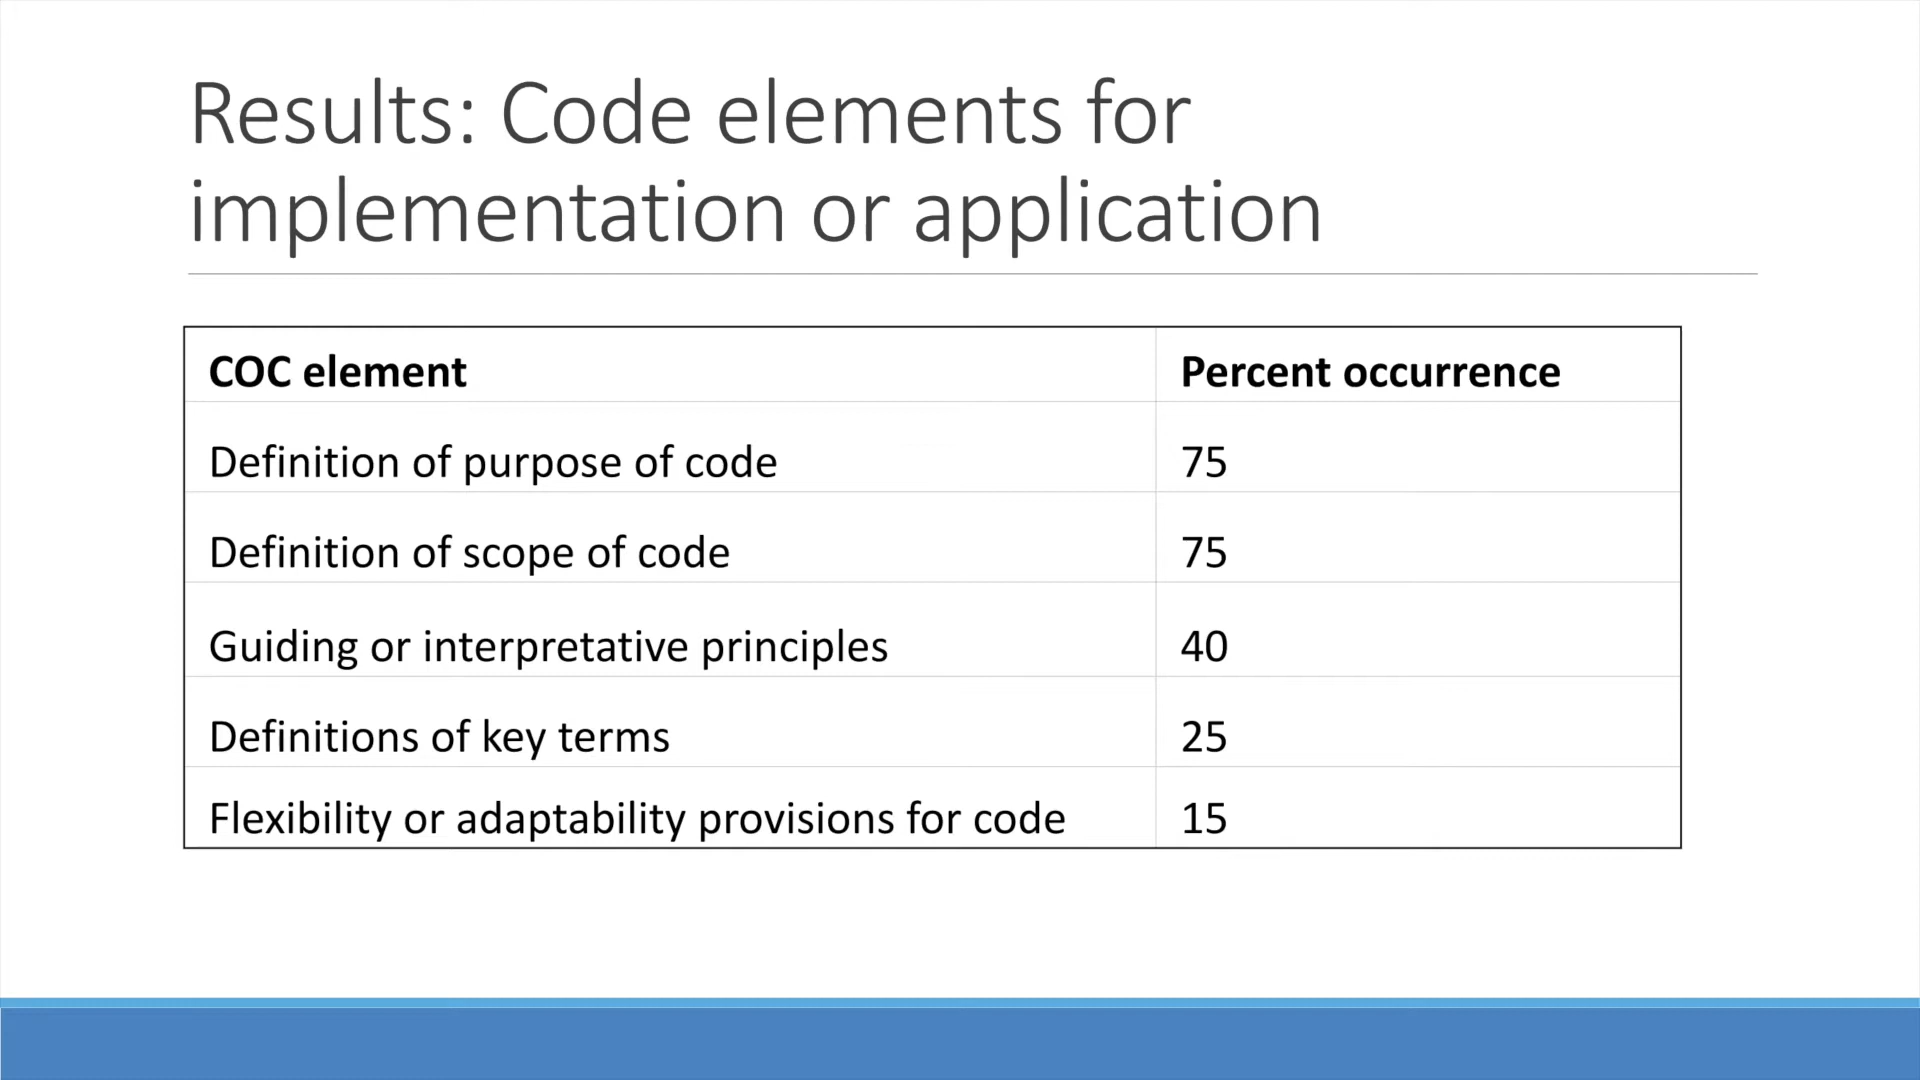 Results: Code elements for
implementation or application
COC element Percent occurrence
Definition of purpose of code 75
Definition of scope of code 75
Guiding or interpretative principles 40
Definitions of key terms 25
Flexibility or adaptability provisions for code 15